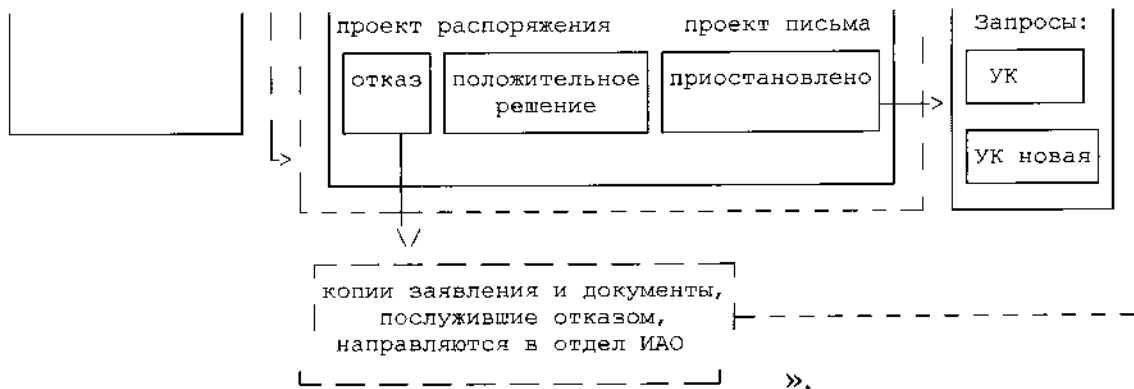 проект распоряжения проект письма Запросы:
отказ положительное решение приостановлено УК
УК новая
копии заявления и документы,
послужившие отказом,
направляются в отдел ИАО
».